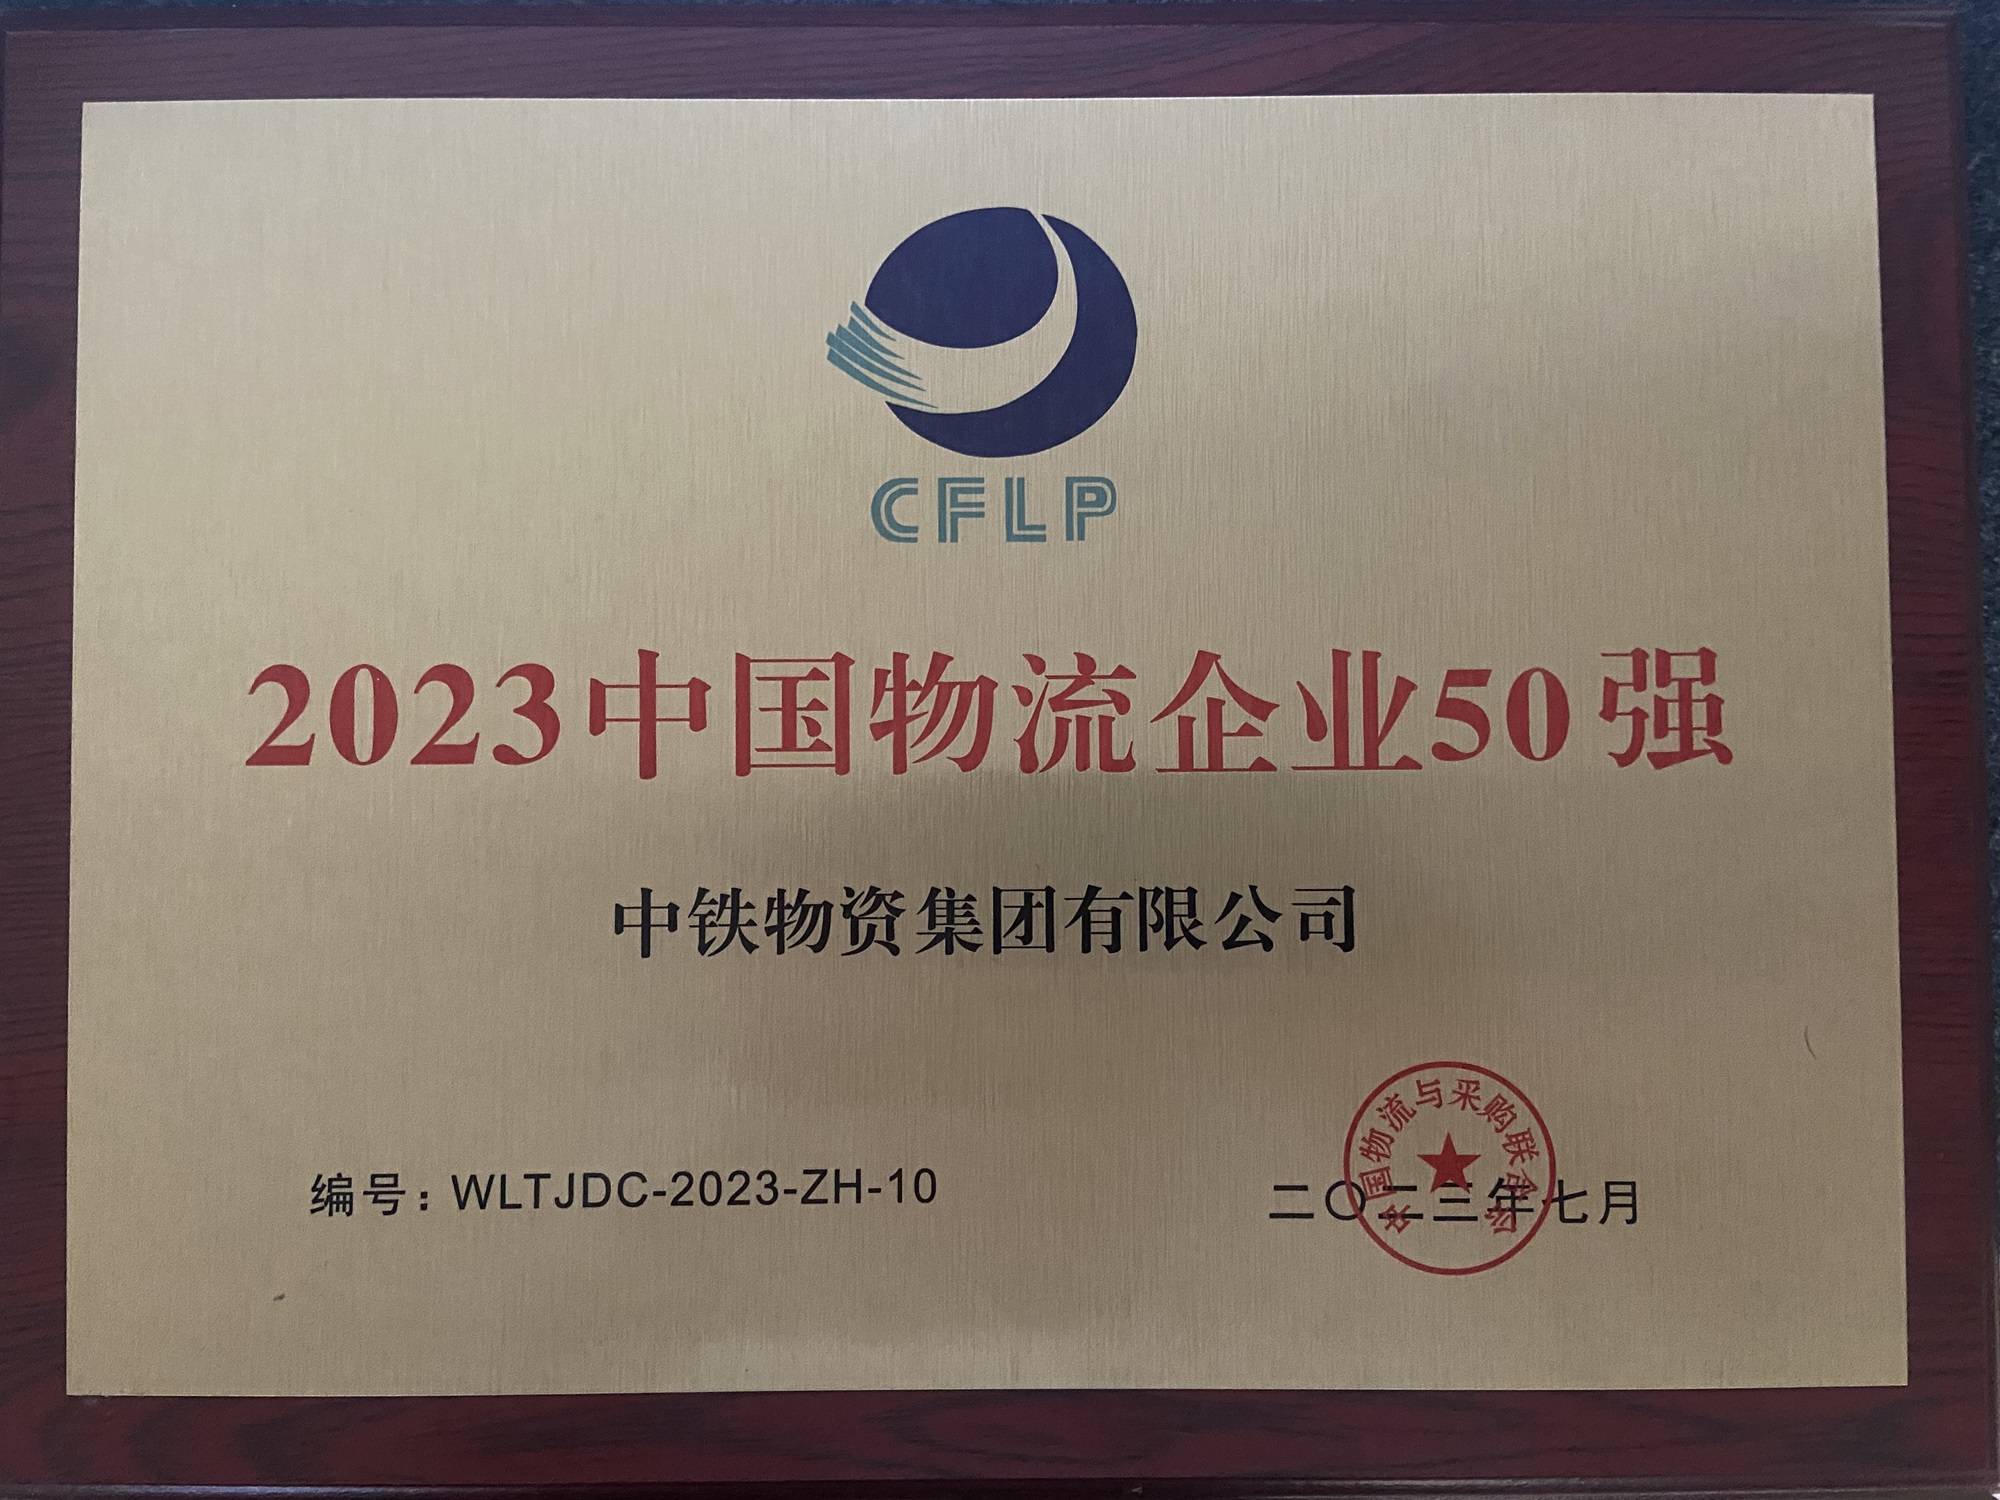 CFLP
2023中国物流企业50强
中铁物资集团有限公司
中国物流与采购联合会
编号：WLTJDC-2023-ZH-10
二〇二三年七月